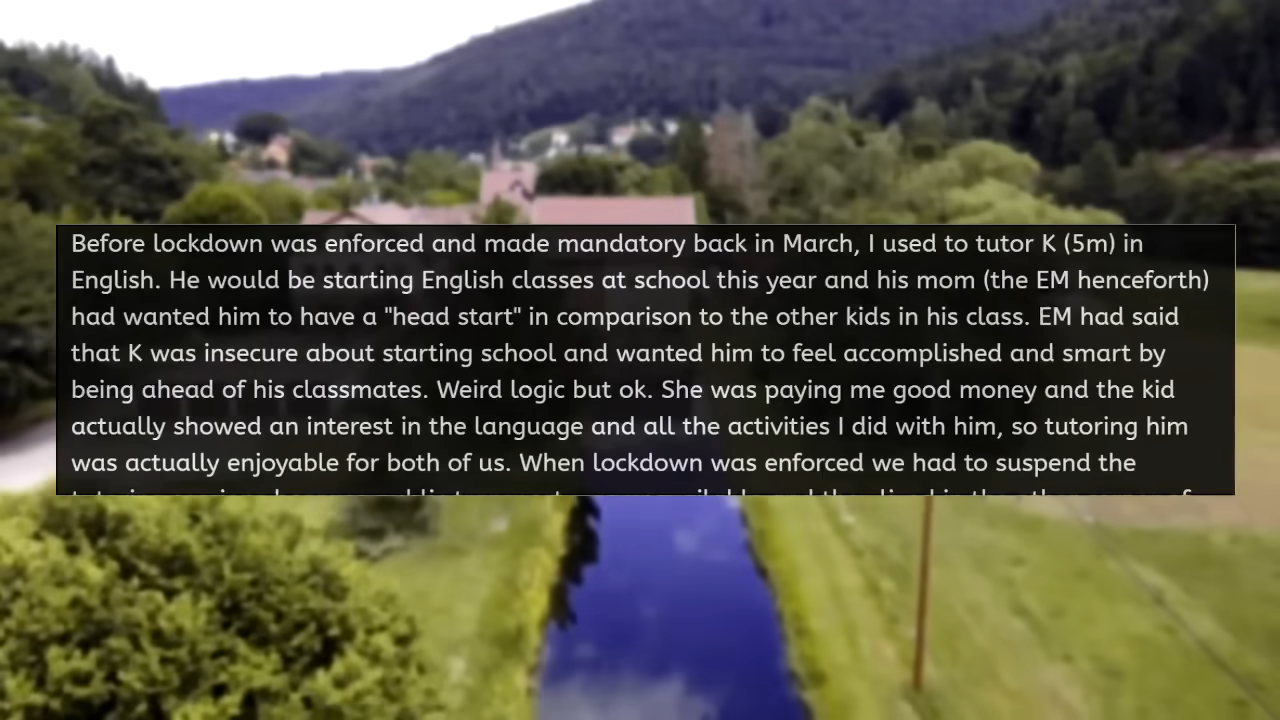 Before lockdown was enforced and made mandatory back in March, I used to tutor K (5m) in
English. He would be starting English classes at school this year and his mom (the EM henceforth)
had wanted him to have a "head start" in comparison to the other kids in his class. EM had said
that K was insecure about starting school and wanted him to feel accomplished and smart by
being ahead of his classmates. Weird logic but ok. She was paying me good money and the kid
actually showed an interest in the language and all the activities I did with him, so tutoring him
was actually enjoyable for both of us. When lockdown was enforced we had to suspend the